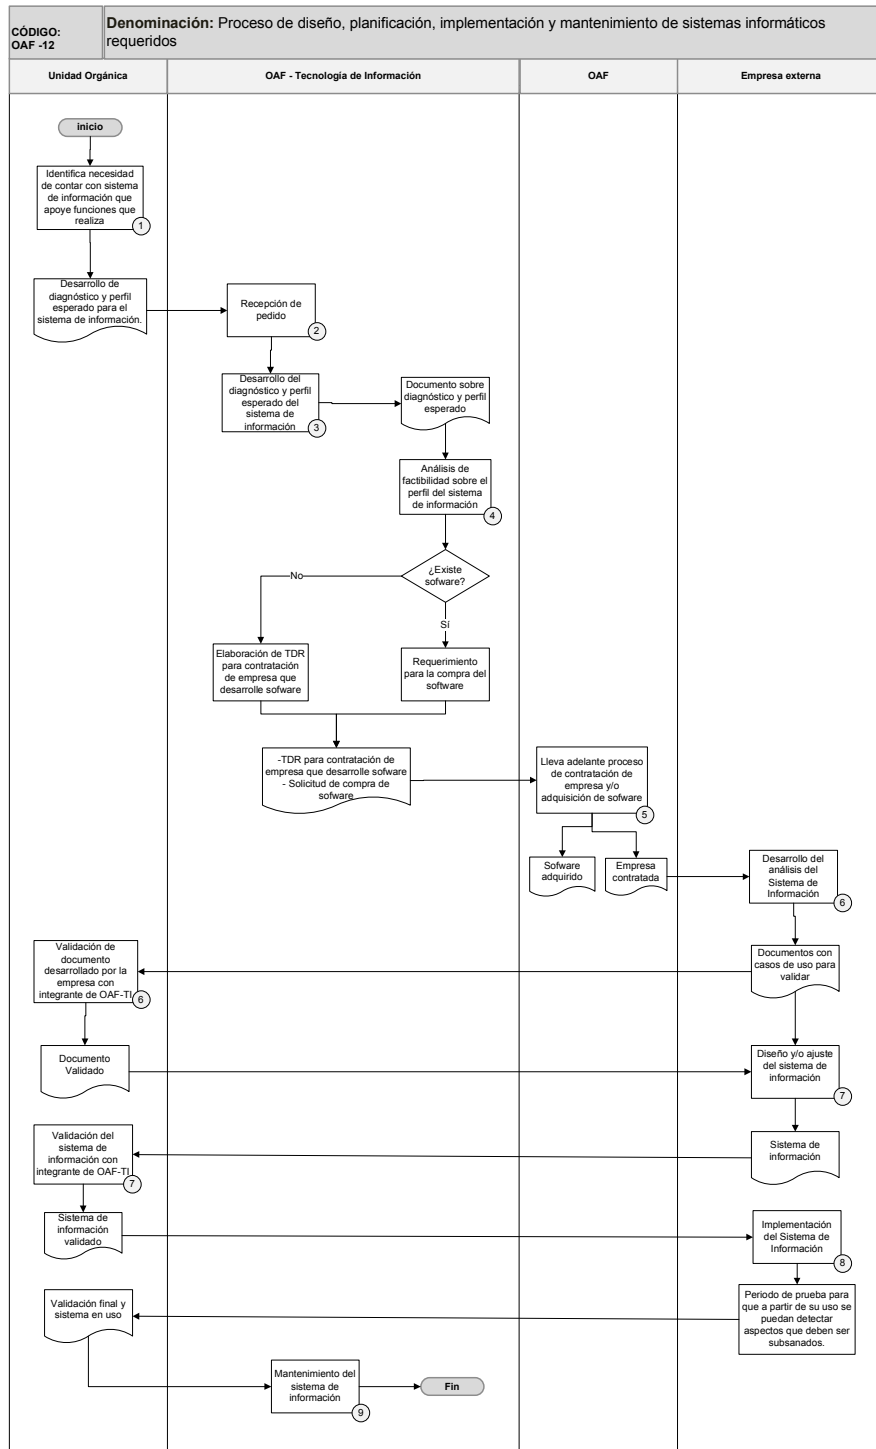 CÓDIGO:
OAF -12
Denominación: Proceso de diseño, planificación, implementación y mantenimiento de sistemas informáticos
requeridos
Unidad Orgánica
OAF - Tecnología de Información
OAF
Empresa externa
inicio
Identifica necesidad
de contar con sistema
de información que
apoye funciones que
realiza
1
Desarrollo de
diagnóstico y perfil
esperado para el
sistema de información.
Recepción de
pedido
2
Desarrollo del
diagnóstico y perfil
esperado del
sistema de
información
3
Documento sobre
diagnóstico y perfil
esperado
Análisis de
factibilidad sobre el
perfil del sistema
de información
4
¿Existe
sofware?
No
Sí
Elaboración de TDR
para contratación
de empresa que
desarrolle sofware
Requerimiento
para la compra del
software
-TDR para contratación de
empresa que desarrolle sofware
- Solicitud de compra de
sofware
Lleva adelante proceso
de contratación de
empresa y/o
adquisición de sofware
5
Sofware
adquirido
Empresa
contratada
Desarrollo del
análisis del
Sistema de
Información
6
Validación de
documento
desarrollado por la
empresa con
integrante de OAF-TI
6
Documentos con
casos de uso para
validar
Documento
Validado
Diseño y/o ajuste
del sistema de
información
7
Validación del
sistema de
información con
integrante de OAF-TI
7
Sistema de
información
Sistema de
información
validado
Implementación
del Sistema de
Información
8
Validación final y
sistema en uso
Periodo de prueba para
que a partir de su uso se
puedan detectar
aspectos que deben ser
subsanados.
Mantenimiento del
sistema de
información
9
Fin